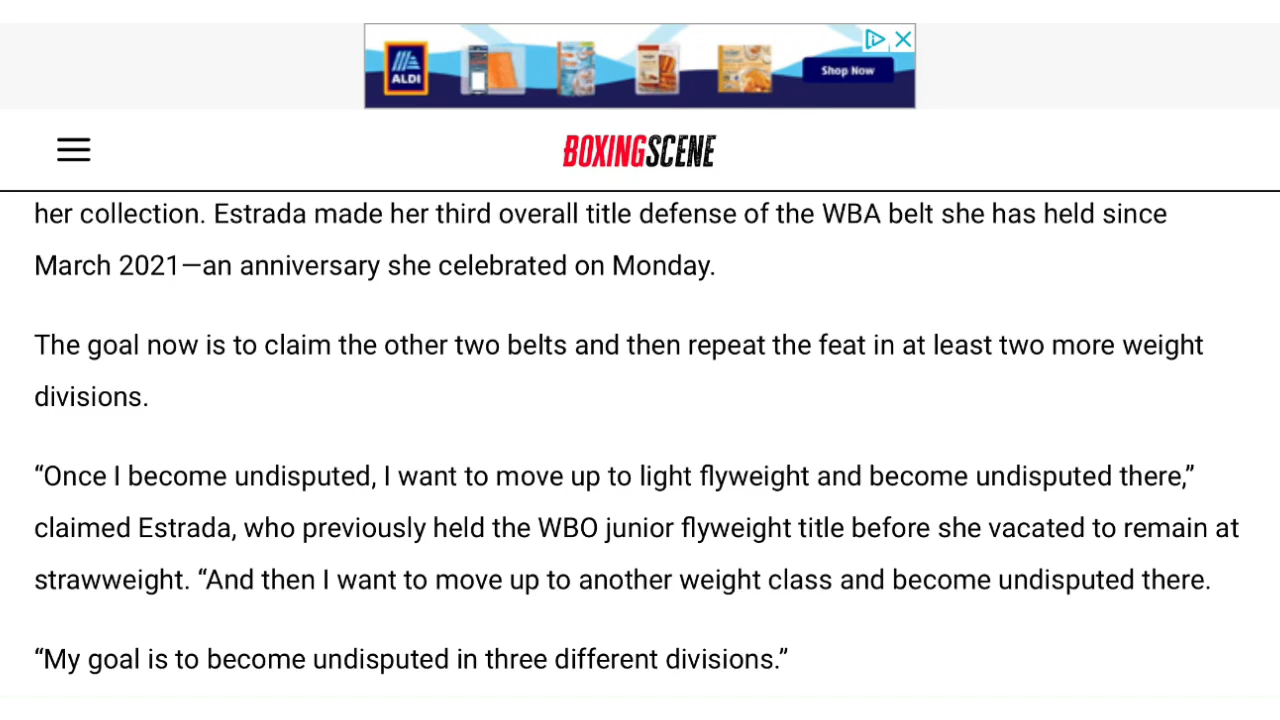 ALDI
Shop Now
BOXINGSCENE
her collection. Estrada made her third overall title defense of the WBA belt she has held since
March 2021—an anniversary she celebrated on Monday.
The goal now is to claim the other two belts and then repeat the feat in at least two more weight
divisions.
“Once I become undisputed, I want to move up to light flyweight and become undisputed there,”
claimed Estrada, who previously held the WBO junior flyweight title before she vacated to remain at
strawweight. “And then I want to move up to another weight class and become undisputed there.
“My goal is to become undisputed in three different divisions.”